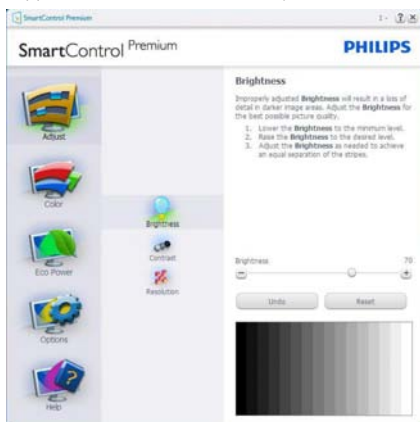 SmartControl Premium
SmartControl Premium
PHILIPS
Adjust
Color
Eco Power
Options
Help
Brightness
Contrast
Resolution
Brightness
Improperly adjusted Brightness will result in a loss of
detail in darker image areas. Adjust the Brightness for
the best possible picture quality.
1. Lower the Brightness to the minimum level.
2. Raise the Brightness to the desired level.
3. Adjust the Brightness as needed to achieve
an equal separation of the stripes.
Brightness 70
Undo Reset